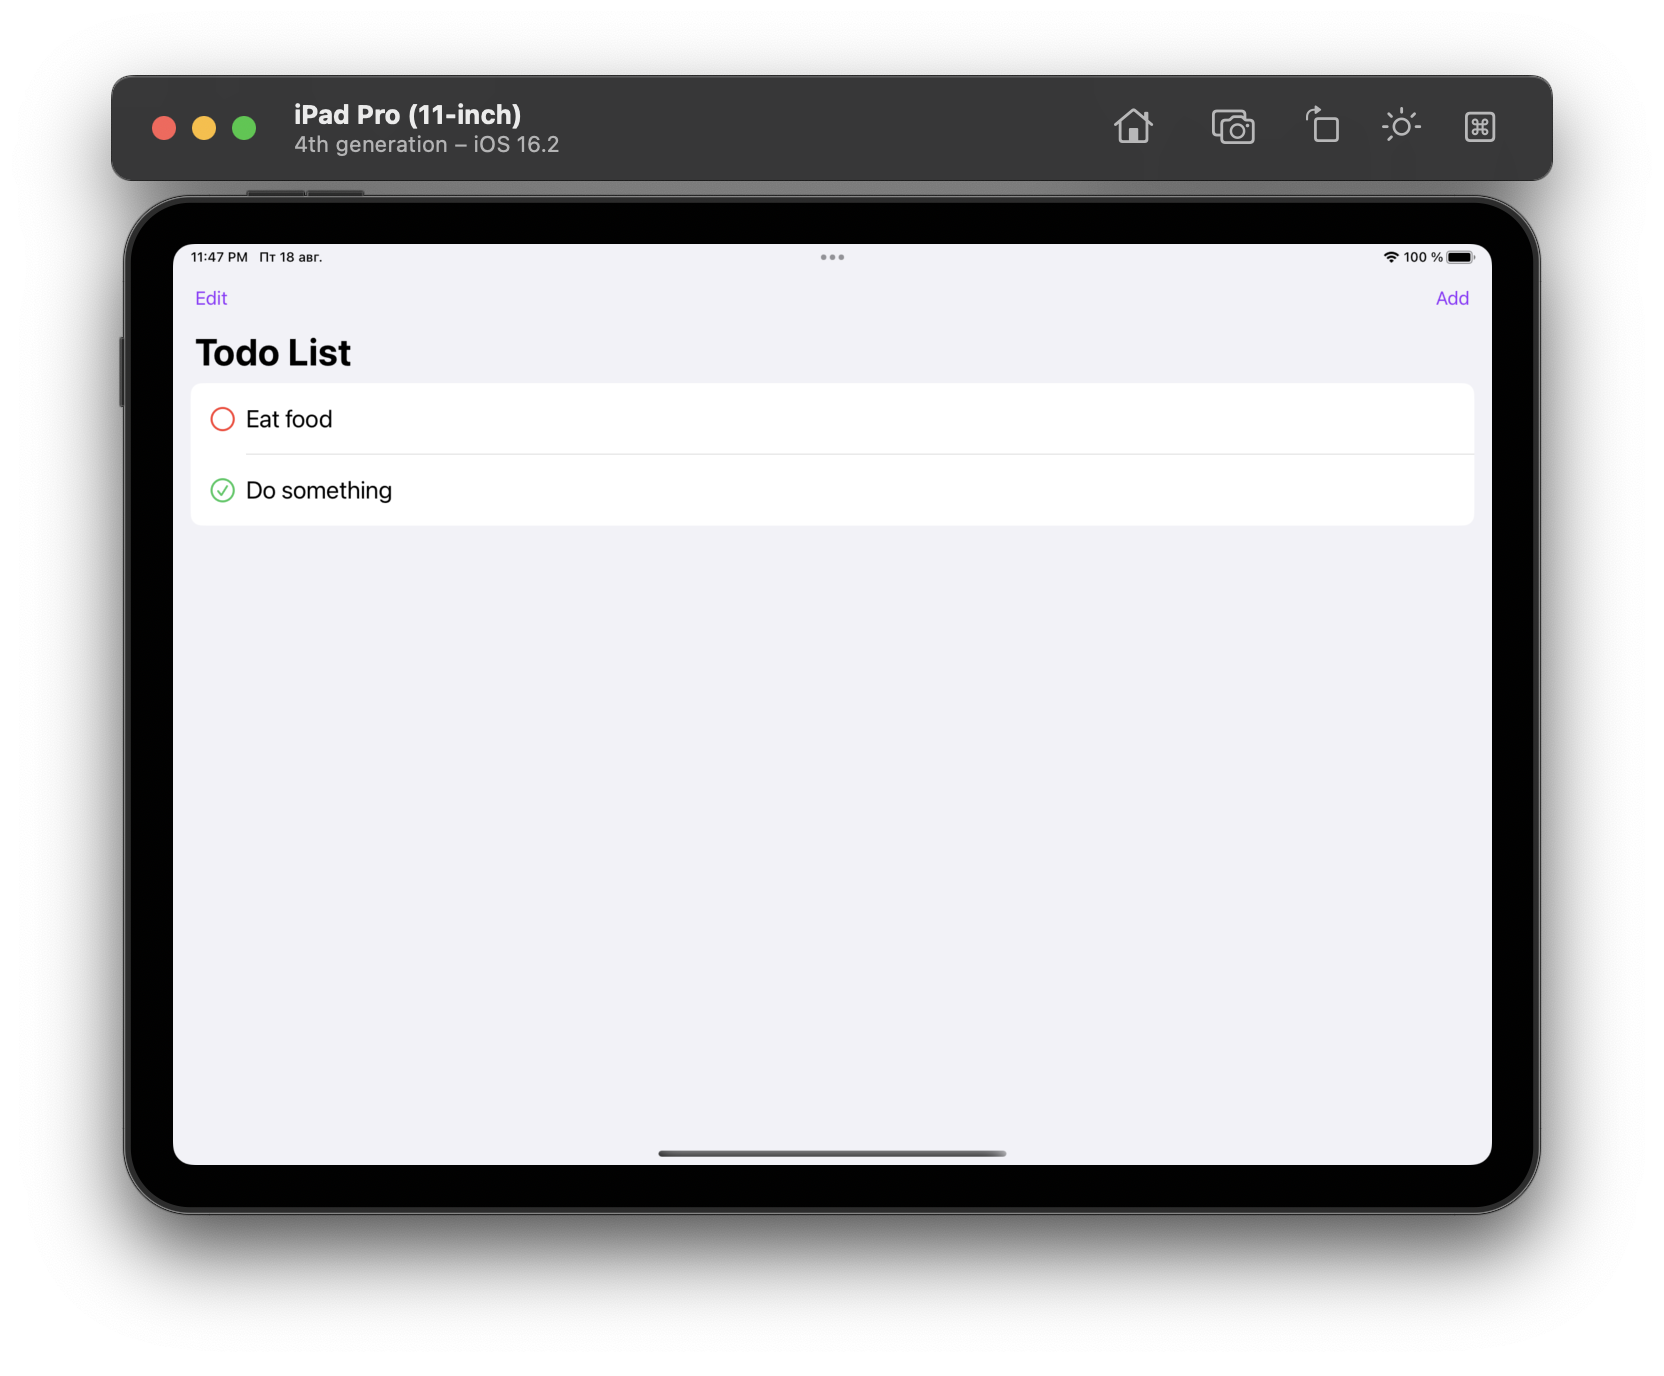 iPad Pro (11-inch)
4th generation – iOS 16.2
11:47 PM Пт 18 авг.
100 %
Edit
Add
Todo List
Eat food
Do something